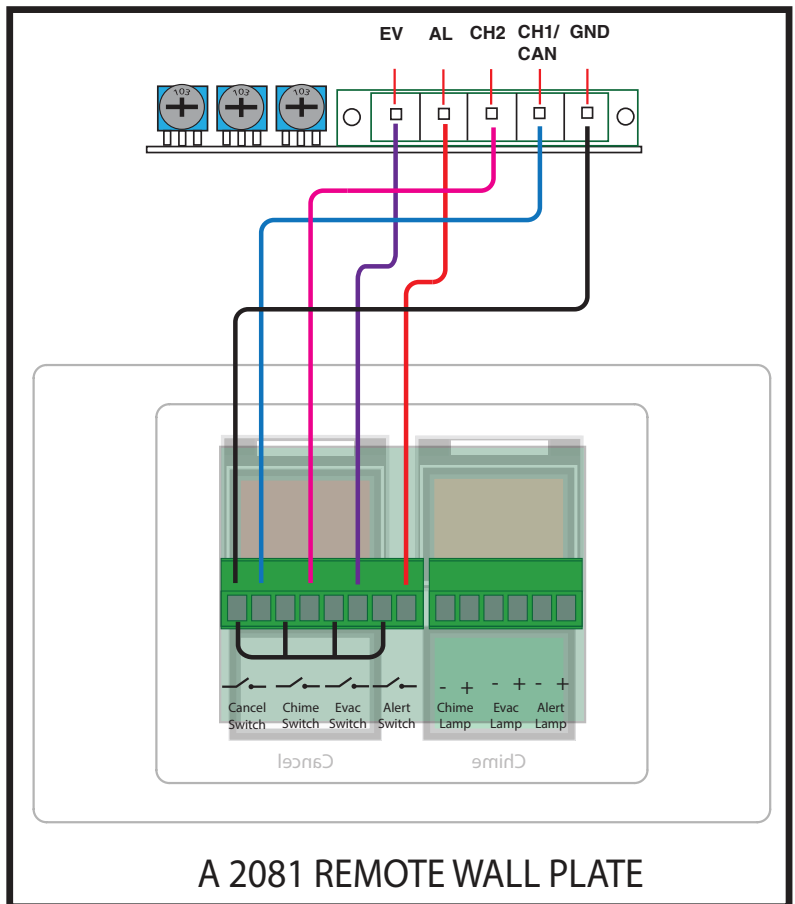 EV AL CH2 CH1/ GND
CAN
103 103 103
- + - + - +
Cancel Chime Evac Alert Chime Evac Alert
Switch Switch Switch Switch Lamp Lamp Lamp
Cancel Chime
A 2081 REMOTE WALL PLATE